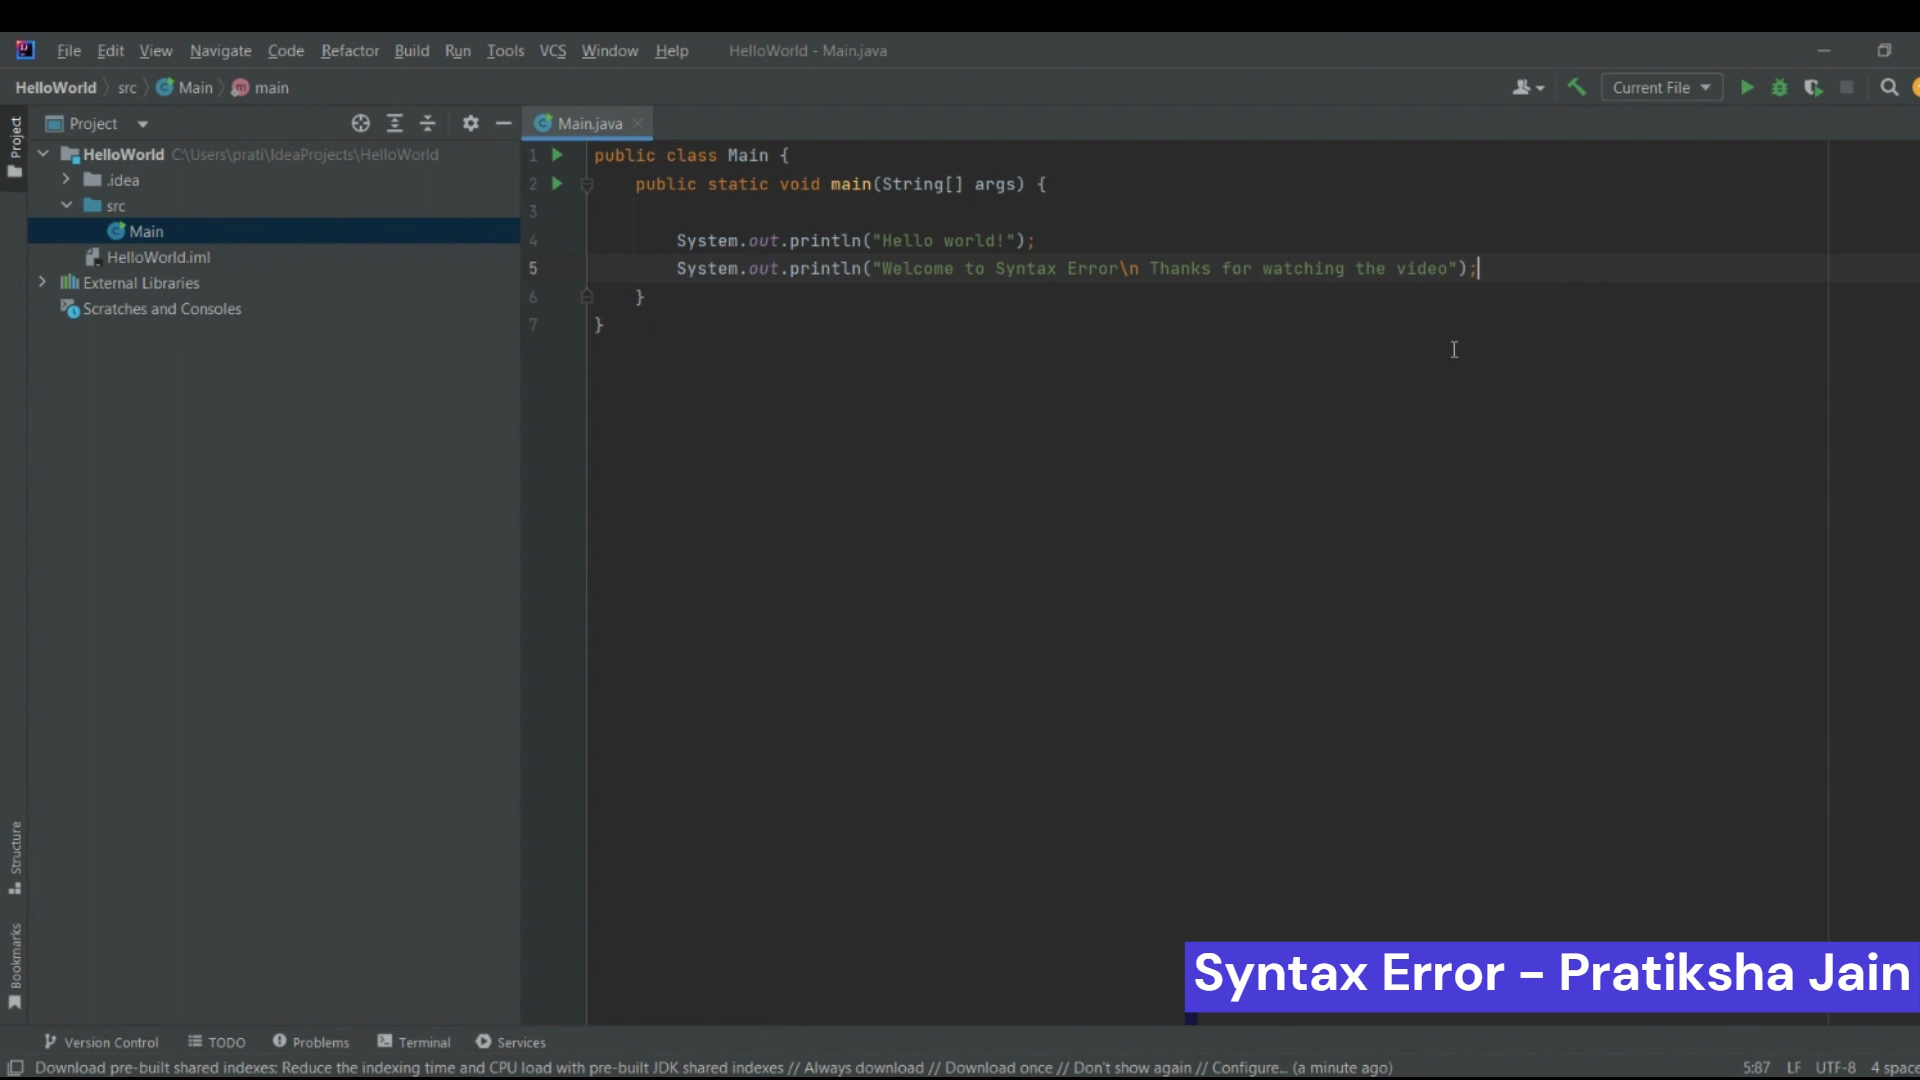 File Edit View Navigate Code Refactor Build Run Tools VCS Window Help HelloWorld - Main.java
HelloWorld src Main main Current File
Project
Project
Main.java
HelloWorld C:\Users\prati\IdeaProjects\HelloWorld
.idea
src
Main
HelloWorld.iml
External Libraries
Scratches and Consoles
1 public class Main {
2 public static void main(String[] args) {
3
4 System.out.println("Hello world!");
5 System.out.println("Welcome to Syntax Error\n Thanks for watching the video");
6 }
7 }
Structure
Bookmarks
Syntax Error - Pratiksha Jain
Version Control TODO Problems Terminal Services
Download pre-built shared indexes: Reduce the indexing time and CPU load with pre-built JDK shared indexes // Always download // Download once // Don't show again // Configure... (a minute ago) 5:87 LF UTF-8 4 space